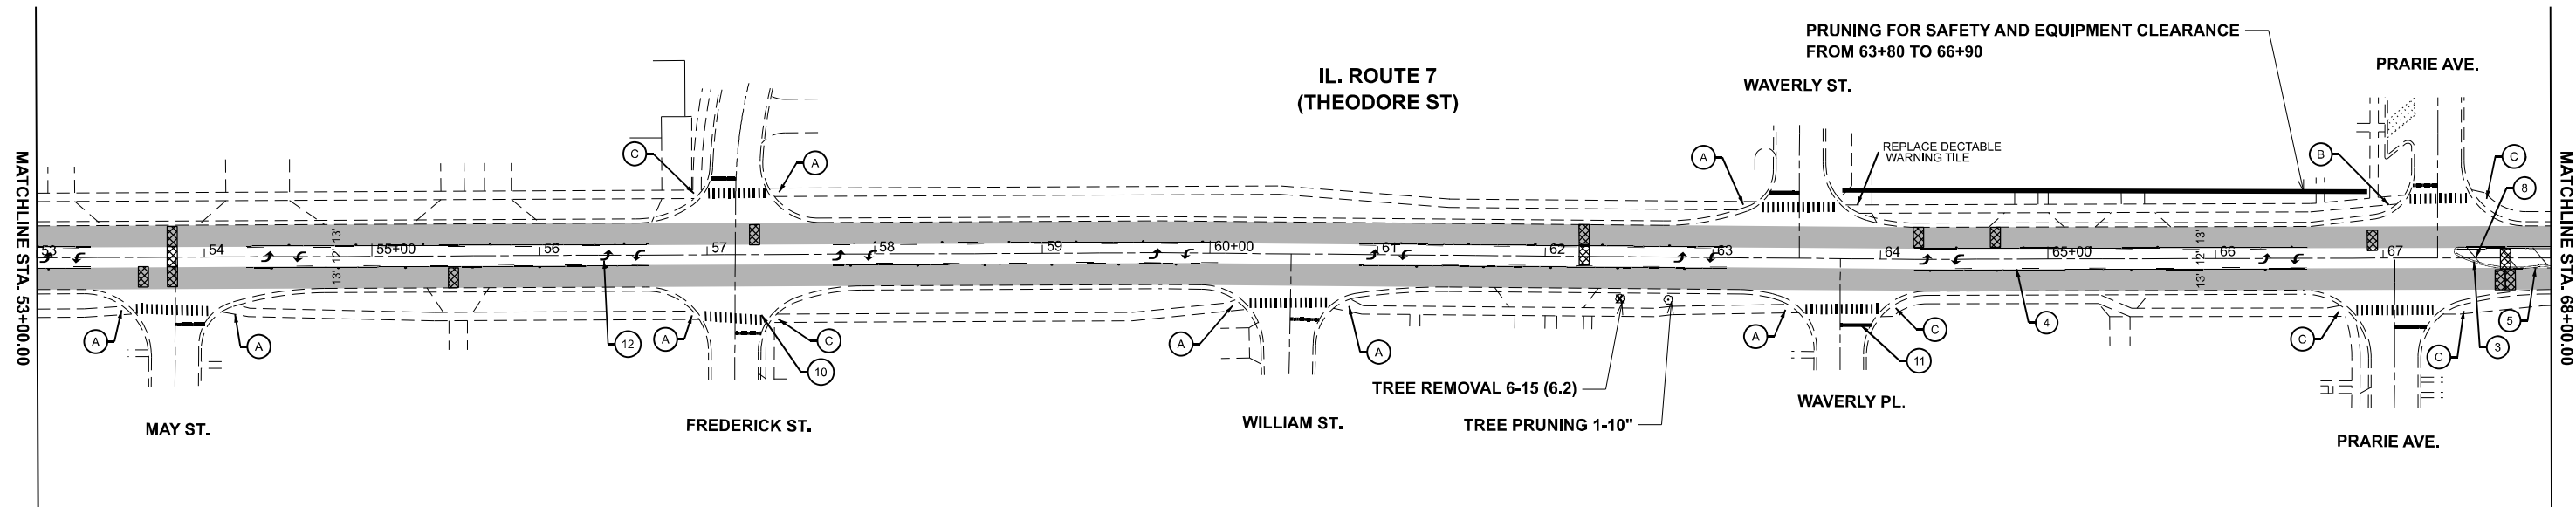 PRUNING FOR SAFETY AND EQUIPMENT CLEARANCE
FROM 63+80 TO 66+90
IL. ROUTE 7
(THEODORE ST)
WAVERLY ST.
PRARIE AVE.
MATCHLINE STA. 53+00.00
MATCHLINE STA. 68+00.00
C
A
A
REPLACE DECTABLE
WARNING TILE
B
C
8
13'
12'
13'
13'
12'
13'
53
54
55+00
56
57
58
59
60+00
61
62
63
64
65+00
66
67
A
A
12
A
C
10
A
A
A
C
11
4
C
C
3
5
TREE REMOVAL 6-15 (6.2)
TREE PRUNING 1-10"
MAY ST.
FREDERICK ST.
WILLIAM ST.
WAVERLY PL.
PRARIE AVE.